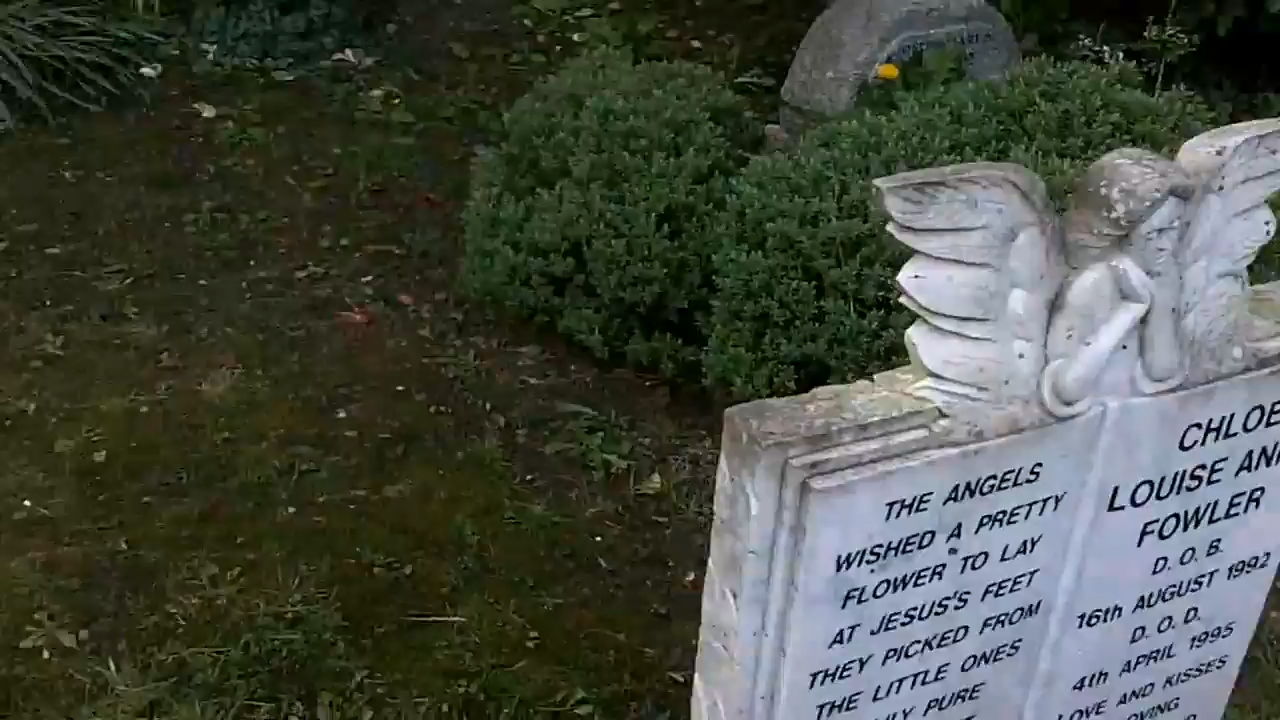 THE ANGELS
WISHED A PRETTY
FLOWER TO LAY
AT JESUS'S FEET
THEY PICKED FROM
THE LITTLE ONES
PURE
CHLOE
LOUISE
FOWLER
D. O. B.
16th AUGUST 1992
D. O. D.
4th APRIL 1995
LOVE AND KISSES